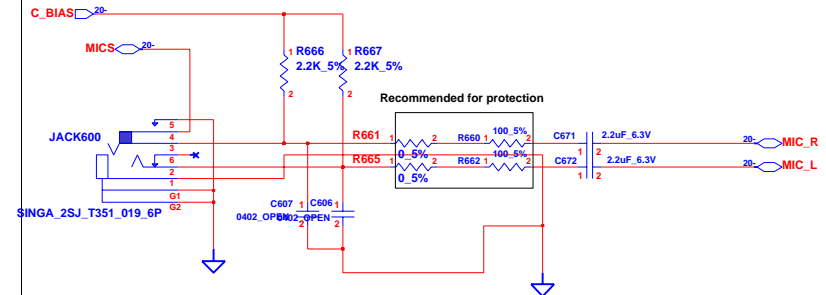 C_BIAS 20-
MICS 20-
1 R666 1 R667
2.2K_5% 2.2K_5%
2 2
Recommended for protection
5
JACK600 4
3
6
2
1
G1
G2
SINGA_2SJ_T351_019_6P
R661 1 2 R660 1 100_5% 2
0_5%
R665 1 2 R662 1 100_5% 2
0_5%
C671 2.2uF_6.3V 20- MIC_R
1 2
C672 2.2uF_6.3V 20- MIC_L
1 2
C607 1 C606 1
0402_OPEN 2 0402_OPEN 2